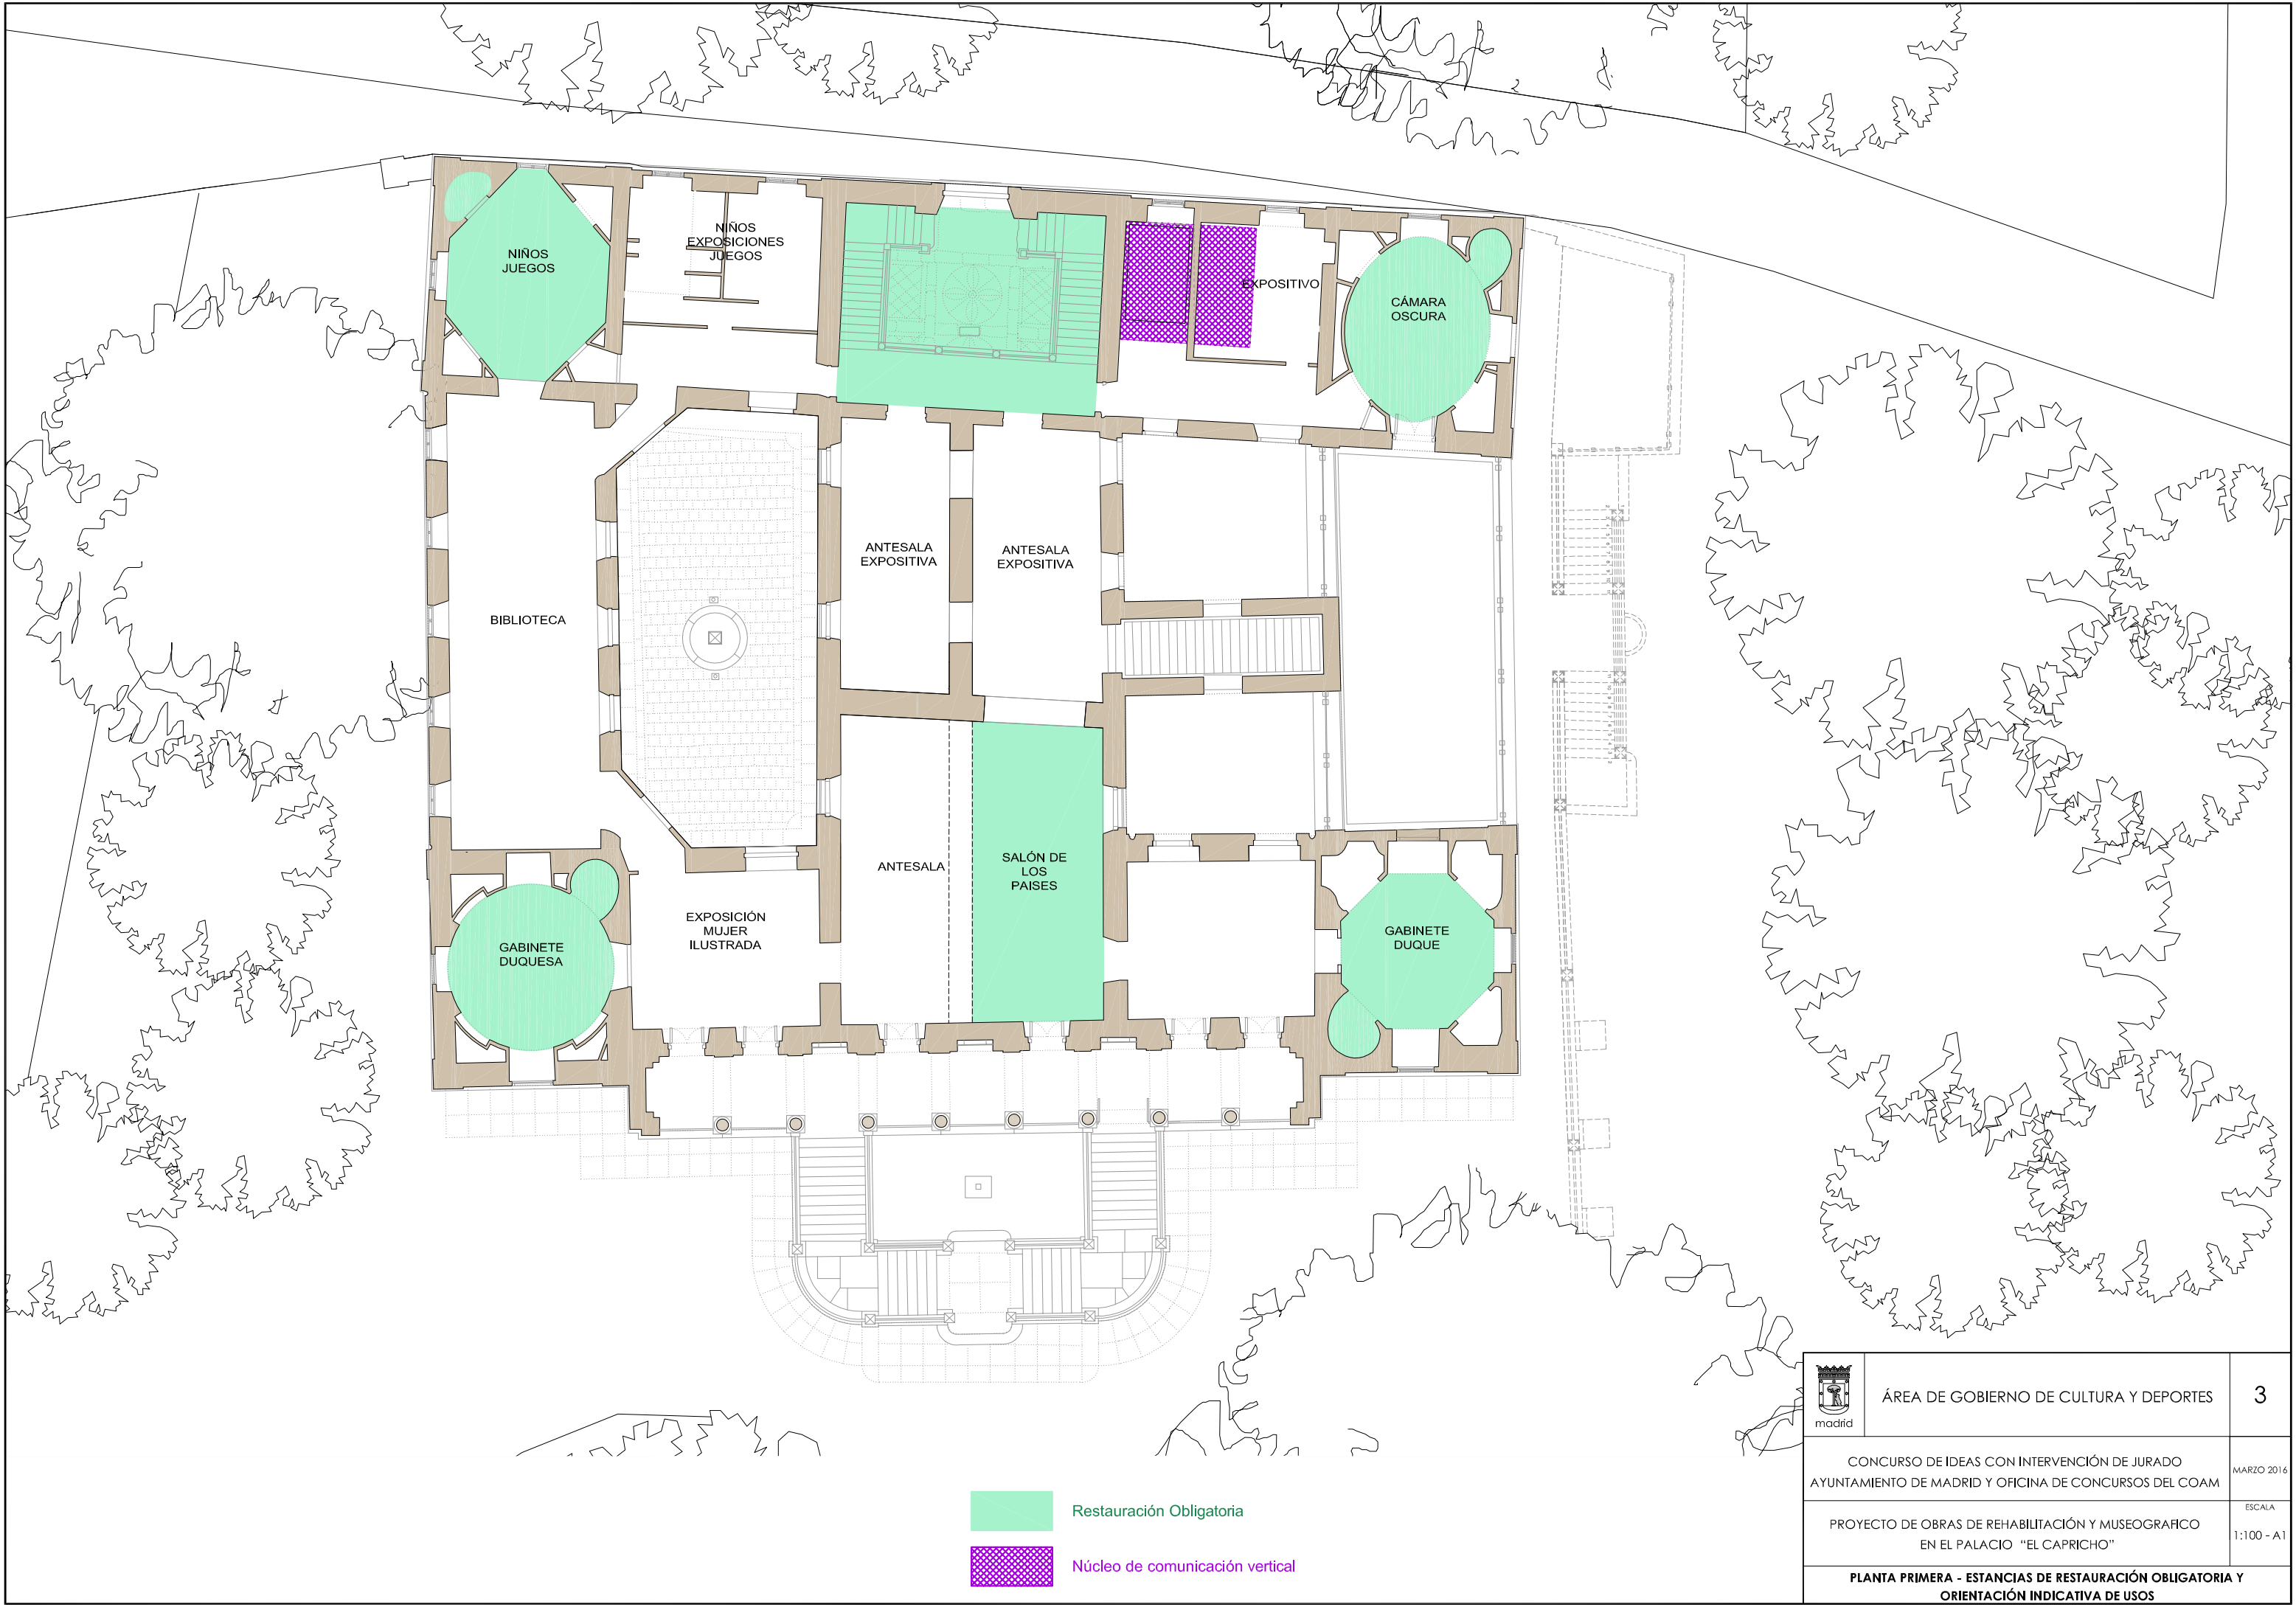 NIÑOS
JUEGOS
NIÑOS
EXPOSICIONES
JUEGOS
EXPOSITIVO
CÁMARA
OSCURA
ANTESALA
EXPOSITIVA
ANTESALA
EXPOSITIVA
BIBLIOTECA
ANTESALA
SALÓN DE
LOS
PAISES
EXPOSICIÓN
MUJER
ILUSTRADA
GABINETE
DUQUESA
GABINETE
DUQUE
Restauración Obligatoria
Núcleo de comunicación vertical
madrid
ÁREA DE GOBIERNO DE CULTURA Y DEPORTES
3
CONCURSO DE IDEAS CON INTERVENCIÓN DE JURADO
AYUNTAMIENTO DE MADRID Y OFICINA DE CONCURSOS DEL COAM
MARZO 2016
PROYECTO DE OBRAS DE REHABILITACIÓN Y MUSEOGRAFICO
EN EL PALACIO "EL CAPRICHO"
ESCALA
1:100 - A1
PLANTA PRIMERA - ESTANCIAS DE RESTAURACIÓN OBLIGATORIA Y
ORIENTACIÓN INDICATIVA DE USOS